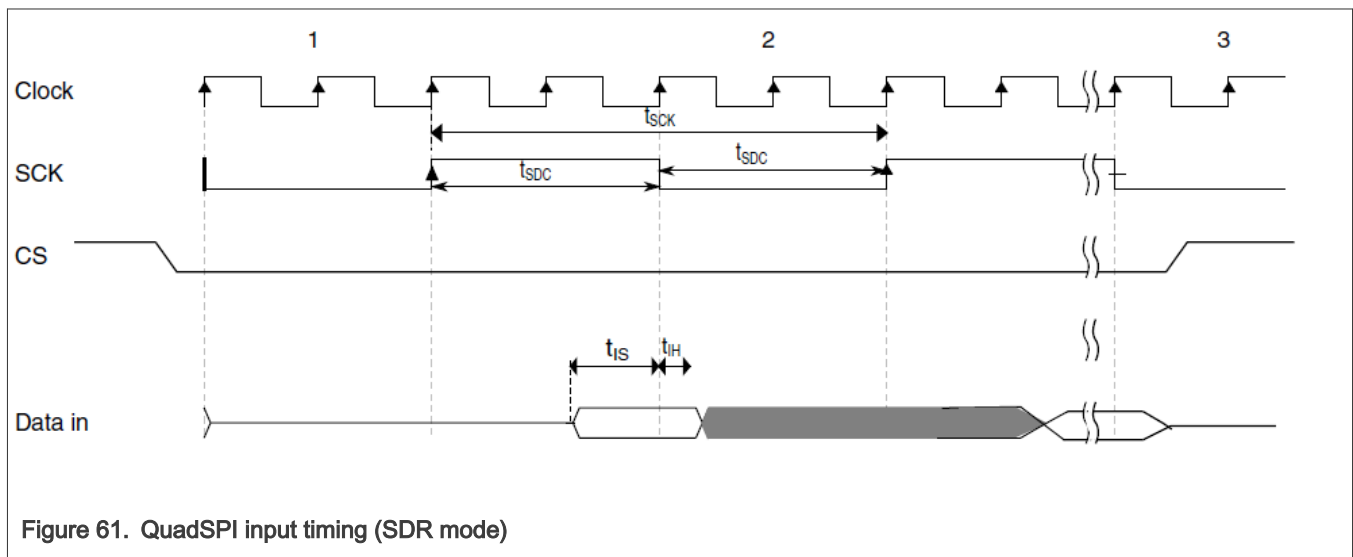 1 2 3
Clock
tSCK
SCK
tSDC
tSDC
CS
tIS
tIH
Data in
Figure 61. QuadSPI input timing (SDR mode)